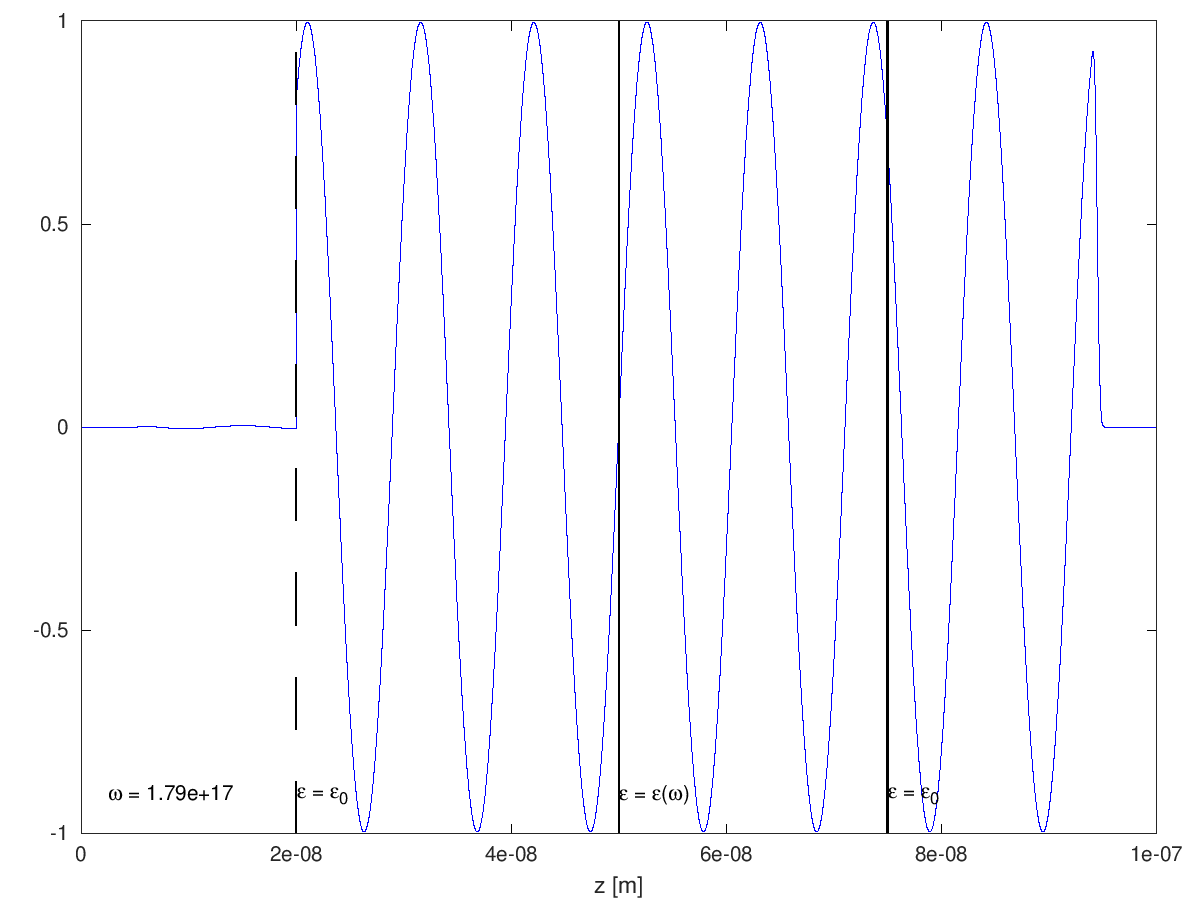 1
0.5
0
-0.5
-1
ω = 1.79e+17
ε = ε₀
ε = ε(ω)
ε = ε₀
0
2e-08
4e-08
6e-08
8e-08
1e-07
z [m]